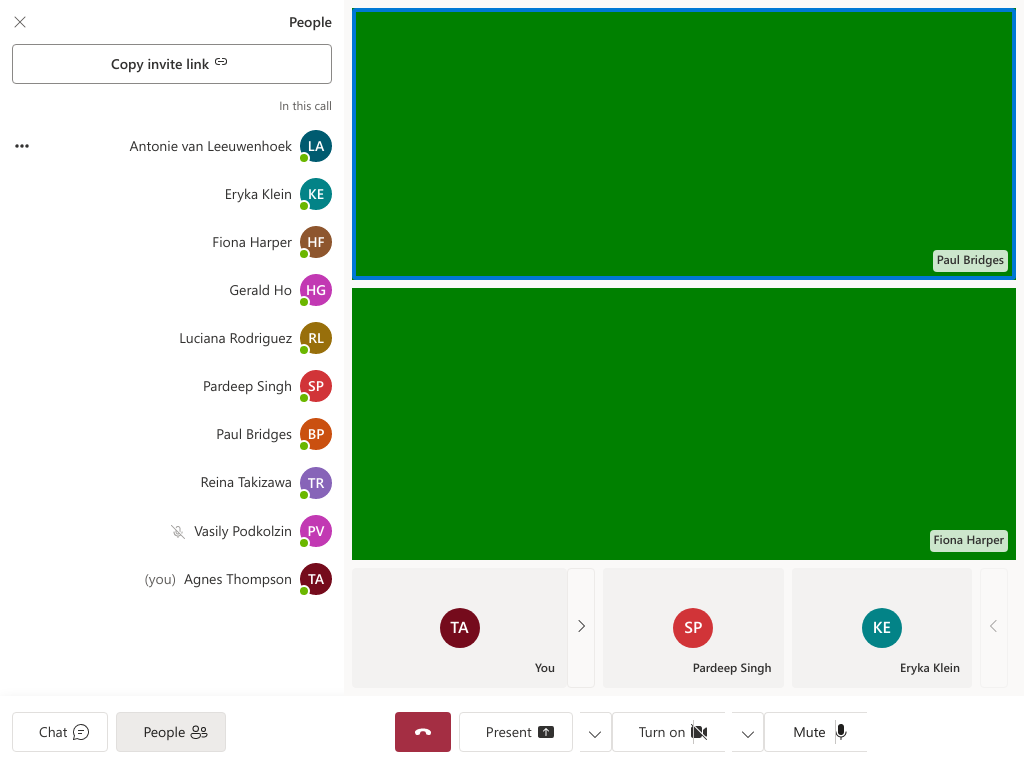 People
Copy invite link
In this call
Antonie van Leeuwenhoek LA
Eryka Klein KE
Fiona Harper HF
Gerald Ho HG
Luciana Rodriguez RL
Pardeep Singh SP
Paul Bridges BP
Reina Takizawa TR
Vasily Podkolzin PV
(you) Agnes Thompson TA
Paul Bridges
Fiona Harper
TA
You
SP
Pardeep Singh
KE
Eryka Klein
Chat
People
Present
Turn on
Mute